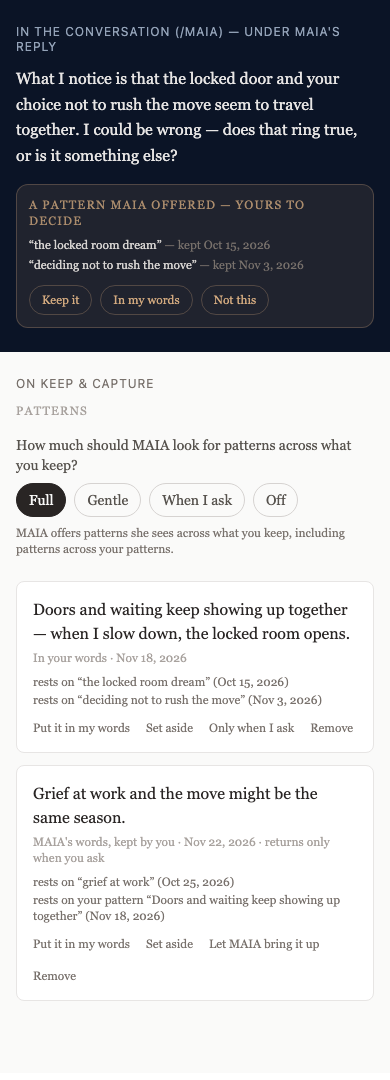 IN THE CONVERSATION (/MAIA) — UNDER MAIA'S
REPLY
What I notice is that the locked door and your
choice not to rush the move seem to travel
together. I could be wrong — does that ring true,
or is it something else?
A PATTERN MAIA OFFERED — YOURS TO
DECIDE
“the locked room dream” — kept Oct 15, 2026
“deciding not to rush the move” — kept Nov 3, 2026
Keep it In my words Not this
ON KEEP & CAPTURE
PATTERNS
How much should MAIA look for patterns across what
you keep?
Full Gentle When I ask Off
MAIA offers patterns she sees across what you keep, including
patterns across your patterns.
Doors and waiting keep showing up together
— when I slow down, the locked room opens.
In your words · Nov 18, 2026
rests on “the locked room dream” (Oct 15, 2026)
rests on “deciding not to rush the move” (Nov 3, 2026)
Put it in my words Set aside Only when I ask Remove
Grief at work and the move might be the
same season.
MAIA's words, kept by you · Nov 22, 2026 · returns only
when you ask
rests on “grief at work” (Oct 25, 2026)
rests on your pattern “Doors and waiting keep showing up
together” (Nov 18, 2026)
Put it in my words Set aside Let MAIA bring it up
Remove